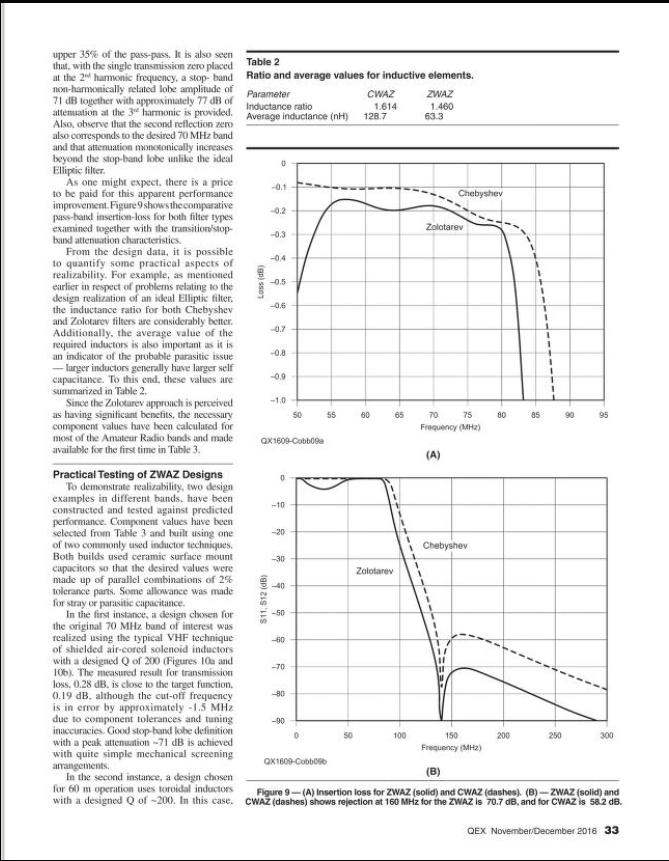 upper 35% of the pass-pass. It is also seen
that, with the single transmission zero placed
at the 2nd harmonic frequency, a stop- band
non-harmonically related lobe amplitude of
71 dB together with approximately 77 dB of
attenuation at the 3rd harmonic is provided.
Also, observe that the second reflection zero
also corresponds to the desired 70 MHz band
and that attenuation monotonically increases
beyond the stop-band lobe unlike the ideal
Elliptic filter.
As one might expect, there is a price
to be paid for this apparent performance
improvement. Figure 9 shows the comparative
pass-band insertion-loss for both filter types
examined together with the transition/stop-
band attenuation characteristics.
From the design data, it is possible
to quantify some practical aspects of
realizability. For example, as mentioned
earlier in respect of problems relating to the
design realization of an ideal Elliptic filter,
the inductance ratio for both Chebyshev
and Zolotarev filters are considerably better.
Additionally, the average value of the
required inductors is also important as it is
an indicator of the probable parasitic issue
— larger inductors generally have larger self
capacitance. To this end, these values are
summarized in Table 2.
Since the Zolotarev approach is perceived
as having significant benefits, the necessary
component values have been calculated for
most of the Amateur Radio bands and made
available for the first time in Table 3.
Practical Testing of ZWAZ Designs
To demonstrate realizability, two design
examples in different bands, have been
constructed and tested against predicted
performance. Component values have been
selected from Table 3 and built using one
of two commonly used inductor techniques.
Both builds used ceramic surface mount
capacitors so that the desired values were
made up of parallel combinations of 2%
tolerance parts. Some allowance was made
for stray or parasitic capacitance.
In the first instance, a design chosen for
the original 70 MHz band of interest was
realized using the typical VHF technique
of shielded air-cored solenoid inductors
with a designed Q of 200 (Figures 10a and
10b). The measured result for transmission
loss, 0.28 dB, is close to the target function,
0.19 dB, although the cut-off frequency
is in error by approximately -1.5 MHz
due to component tolerances and tuning
inaccuracies. Good stop-band lobe definition
with a peak attenuation ~71 dB is achieved
with quite simple mechanical screening
arrangements.
In the second instance, a design chosen
for 60 m operation uses toroidal inductors
with a designed Q of ~200. In this case,
Table 2
Ratio and average values for inductive elements.
Parameter CWAZ ZWAZ
Inductance ratio 1.614 1.460
Average inductance (nH) 128.7 63.3
0
−0.1
−0.2
−0.3
−0.4
−0.5
−0.6
−0.7
−0.8
−0.9
−1.0
Loss (dB)
Chebyshev
Zolotarev
50 55 60 65 70 75 80 85 90 95
Frequency (MHz)
QX1609-Cobb09a
(A)
0
−10
−20
−30
−40
−50
−60
−70
−80
−90
S11, S12 (dB)
Chebyshev
Zolotarev
0 50 100 150 200 250 300
Frequency (MHz)
QX1609-Cobb09b
(B)
Figure 9 — (A) Insertion loss for ZWAZ (solid) and CWAZ (dashes). (B) — ZWAZ (solid) and
CWAZ (dashes) shows rejection at 160 MHz for the ZWAZ is 70.7 dB, and for CWAZ is 58.2 dB.
QEX November/December 2016 33